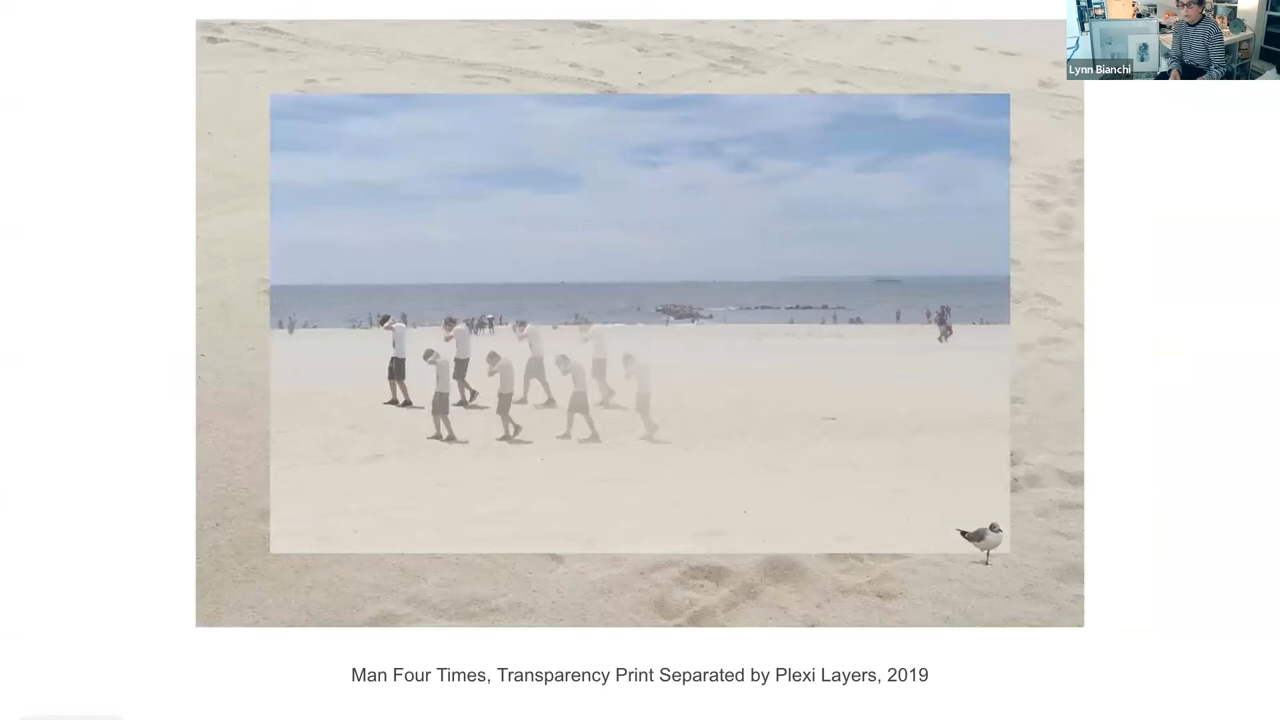 Lynn Bianchi
Man Four Times, Transparency Print Separated by Plexi Layers, 2019